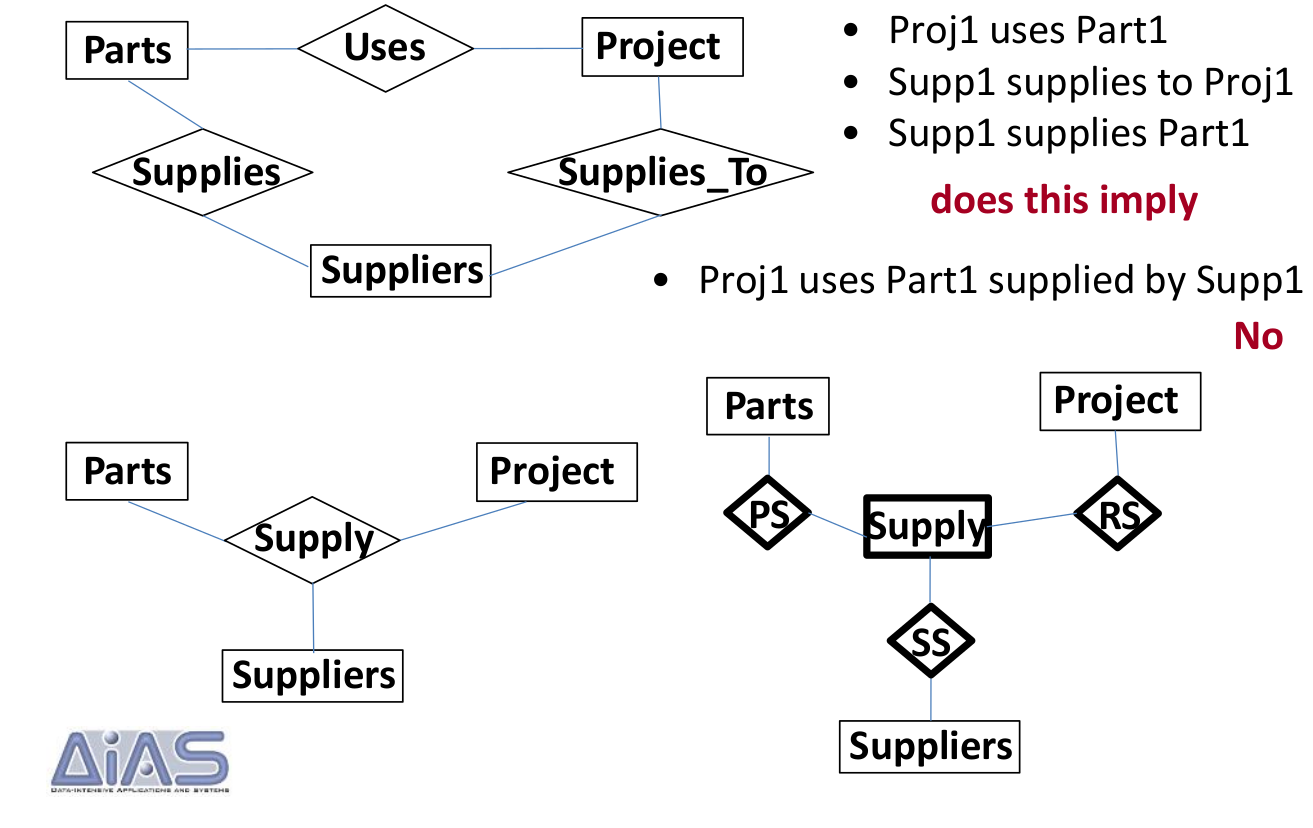 Parts
Uses
Project
Supplies
Supplies_To
Suppliers
• Proj1 uses Part1
• Supp1 supplies to Proj1
• Supp1 supplies Part1
does this imply
• Proj1 uses Part1 supplied by Supp1
No
Parts
Project
Supply
Suppliers
Parts
Project
PS
Supply
RS
SS
Suppliers
AiAS
DATA-INTENSIVE APPLICATIONS AND SYSTEMS